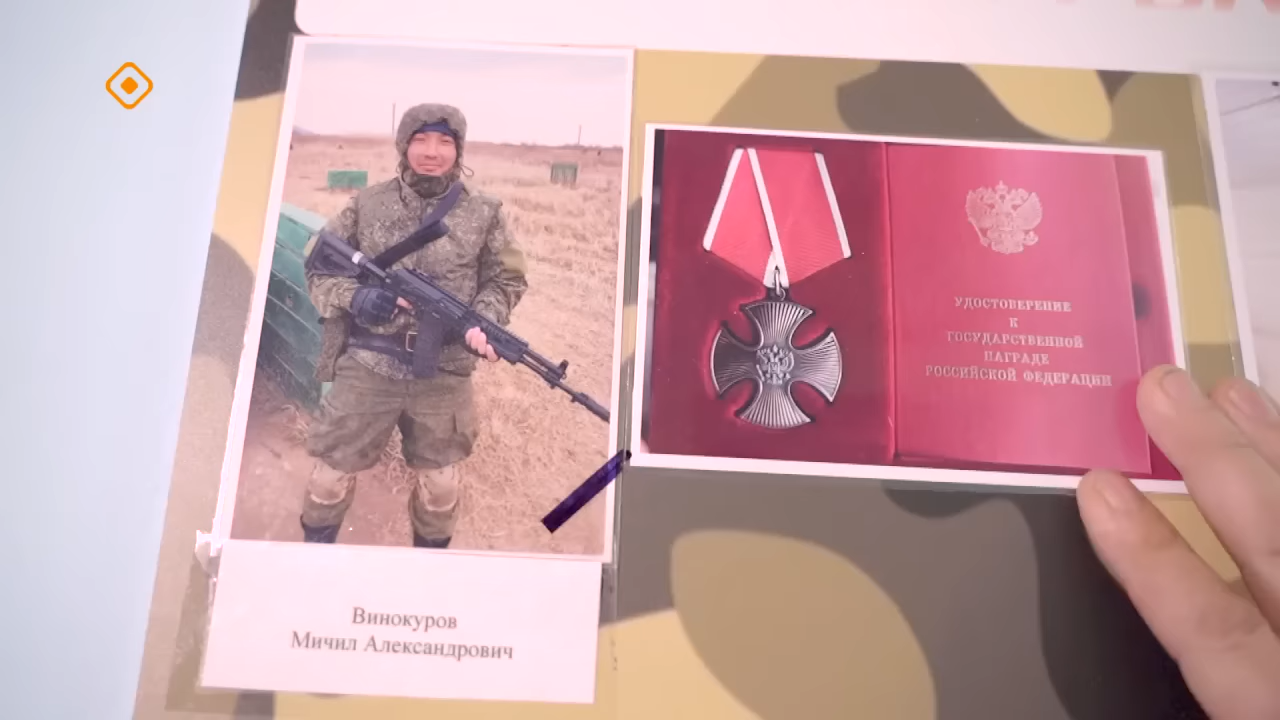 Винокуров
Мичил Александрович
УДОСТОВЕРЕНИЕ
К
ГОСУДАРСТВЕННОЙ
НАГРАДЕ
РОССИЙСКОЙ ФЕДЕРАЦИИ